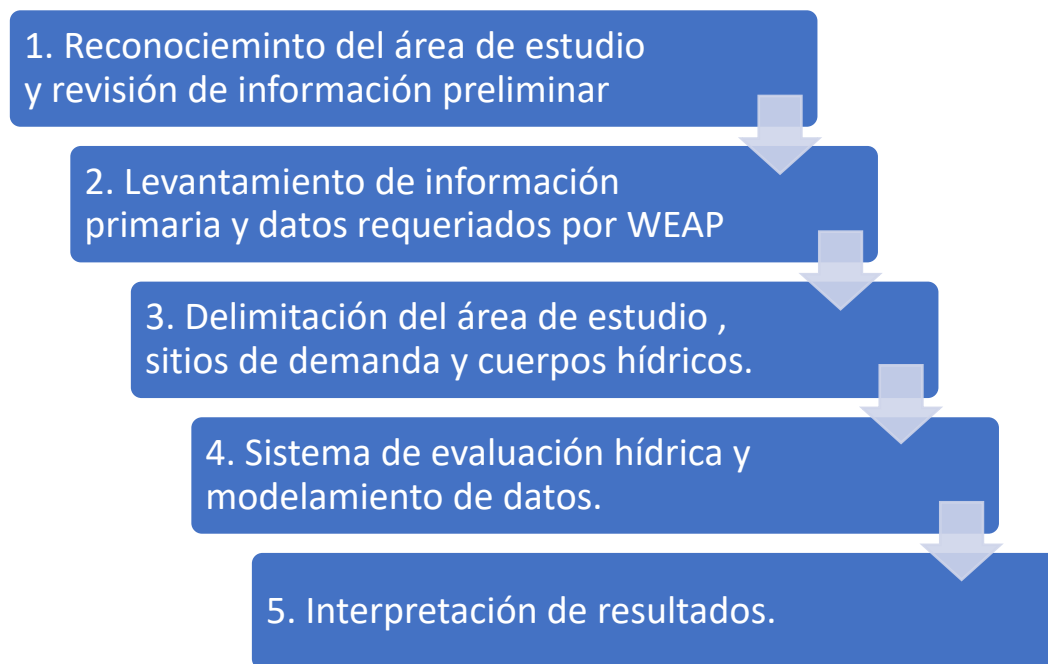 1. Reconocieminto del área de estudio
y revisión de información preliminar
2. Levantamiento de información
primaria y datos requeriados por WEAP
3. Delimitación del área de estudio ,
sitios de demanda y cuerpos hídricos.
4. Sistema de evaluación hídrica y
modelamiento de datos.
5. Interpretación de resultados.